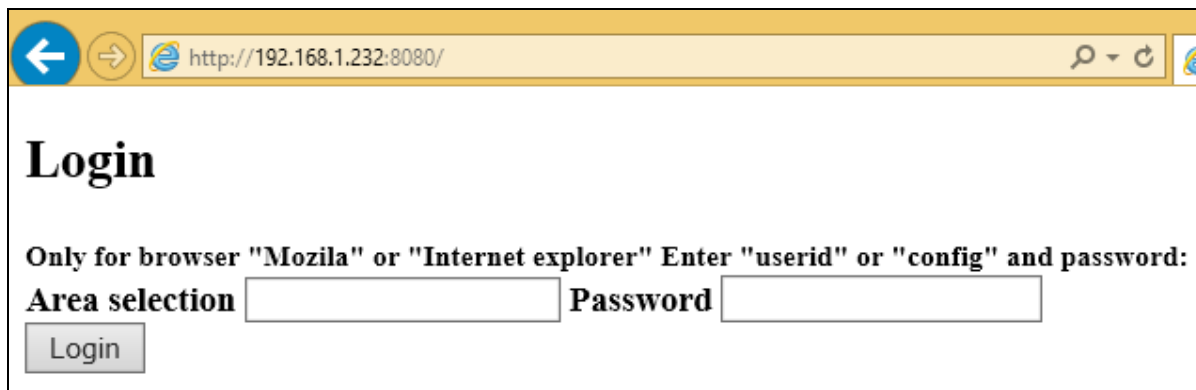 http://192.168.1.232:8080/
Login
Only for browser "Mozila" or "Internet explorer" Enter "userid" or "config" and password:
Area selection Password
Login